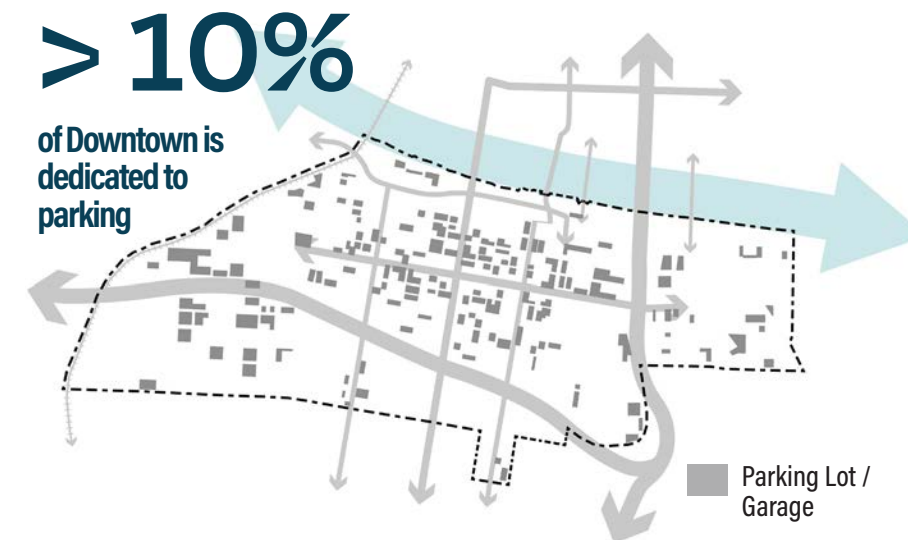 > 10%
of Downtown is
dedicated to
parking
Parking Lot /
Garage